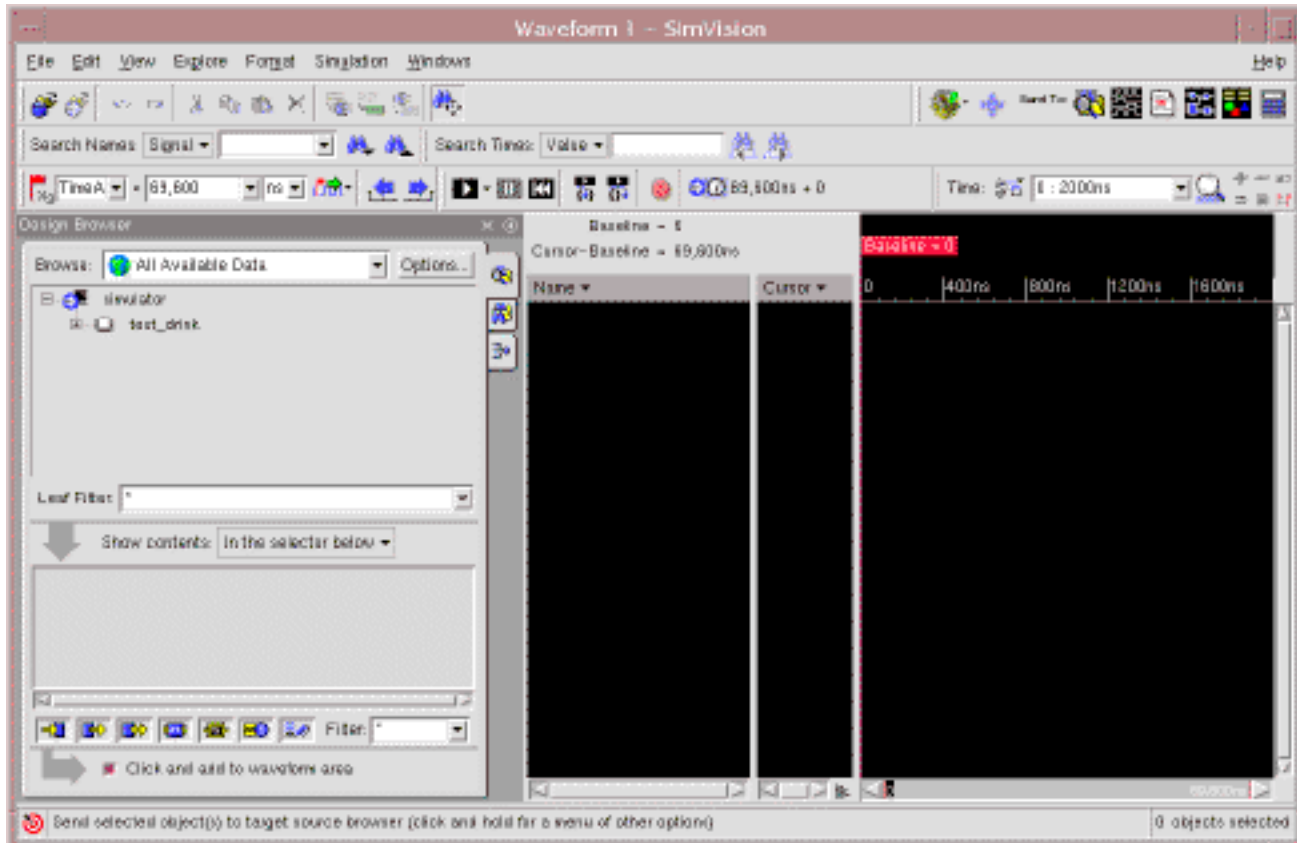 Waveform 1 - SimVision
File Edit View Explore Format Simulation Windows Help
Send To:
Search Names: Signal Search Times: Value
TimeA = 69,600 ns 69,600ns + 0 Time: 0 : 2000ns
Design Browser
Baseline = 0
Cursor-Baseline = 69,600ns
Baseline = 0
Browse: All Available Data Options...
Name Cursor 0 400ns 800ns 1200ns 1600ns
simulator
test_drink
Leaf Filter: *
Show contents: In the selector below
Filter: *
Click and add to waveform area
69,600ns
Send selected object(s) to target source browser (click and hold for a menu of other options) 0 objects selected